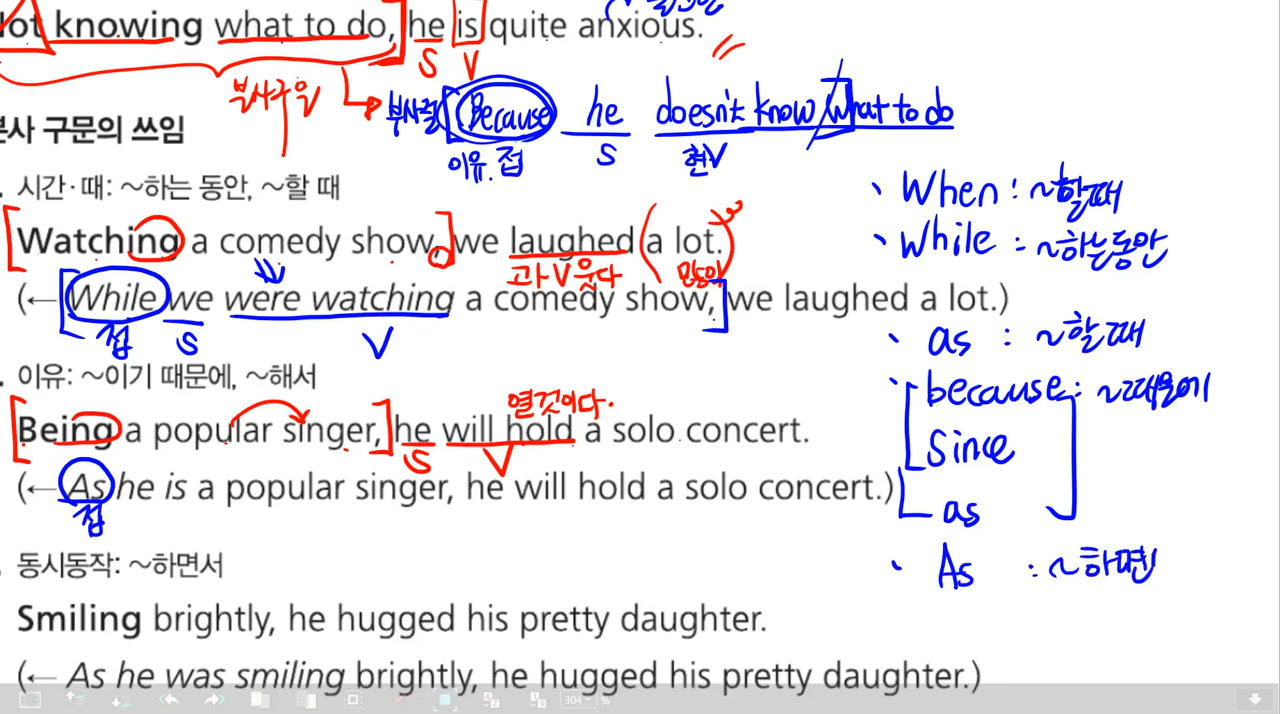 Not knowing what to do, he is quite anxious.
S V
부사구일
부사절 Because he doesn't know what to do
이유.접 S 현V
분사 구문의 쓰임
시간·때: ~하는 동안, ~할 때
When : ~할때
Watching a comedy show, we laughed a lot.
While : ~하는동안
과V 웃다 많이
(← While we were watching a comedy show, we laughed a lot.)
접 S V
as : ~할때
이유: ~이기 때문에, ~해서
because : ~때문에
열것이다.
Being a popular singer, he will hold a solo concert.
Since
S V
(← As he is a popular singer, he will hold a solo concert.)
접
as
동시동작: ~하면서
As : ~하면
Smiling brightly, he hugged his pretty daughter.
(← As he was smiling brightly, he hugged his pretty daughter.)
304 %